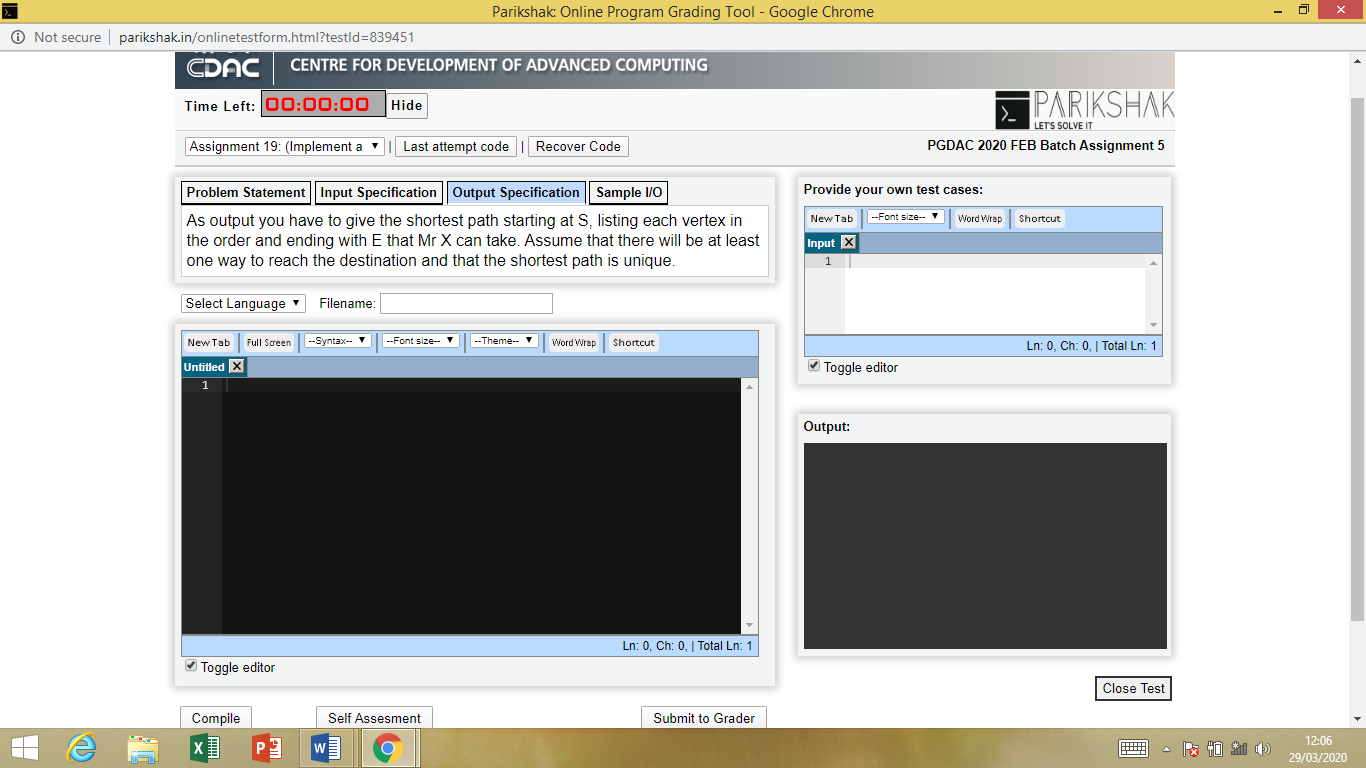 Parikshak: Online Program Grading Tool - Google Chrome
Not secure | parikshak.in/onlinetestform.html?testId=839451
CDAC
CENTRE FOR DEVELOPMENT OF ADVANCED COMPUTING
Time Left: 00:00:00 Hide
PARIKSHAK
LET'S SOLVE IT
Assignment 19: (Implement a | Last attempt code | Recover Code
PGDAC 2020 FEB Batch Assignment 5
Problem Statement Input Specification Output Specification Sample I/O
As output you have to give the shortest path starting at S, listing each vertex in
the order and ending with E that Mr X can take. Assume that there will be at least
one way to reach the destination and that the shortest path is unique.
Select Language Filename:
New Tab Full Screen --Syntax-- --Font size-- --Theme-- Word Wrap Shortcut
Untitled X
1
Ln: 0, Ch: 0, | Total Ln: 1
Toggle editor
Compile Self Assesment Submit to Grader
Provide your own test cases:
New Tab --Font size-- Word Wrap Shortcut
Input X
1
Ln: 0, Ch: 0, | Total Ln: 1
Toggle editor
Output:
Close Test
12:06
29/03/2020